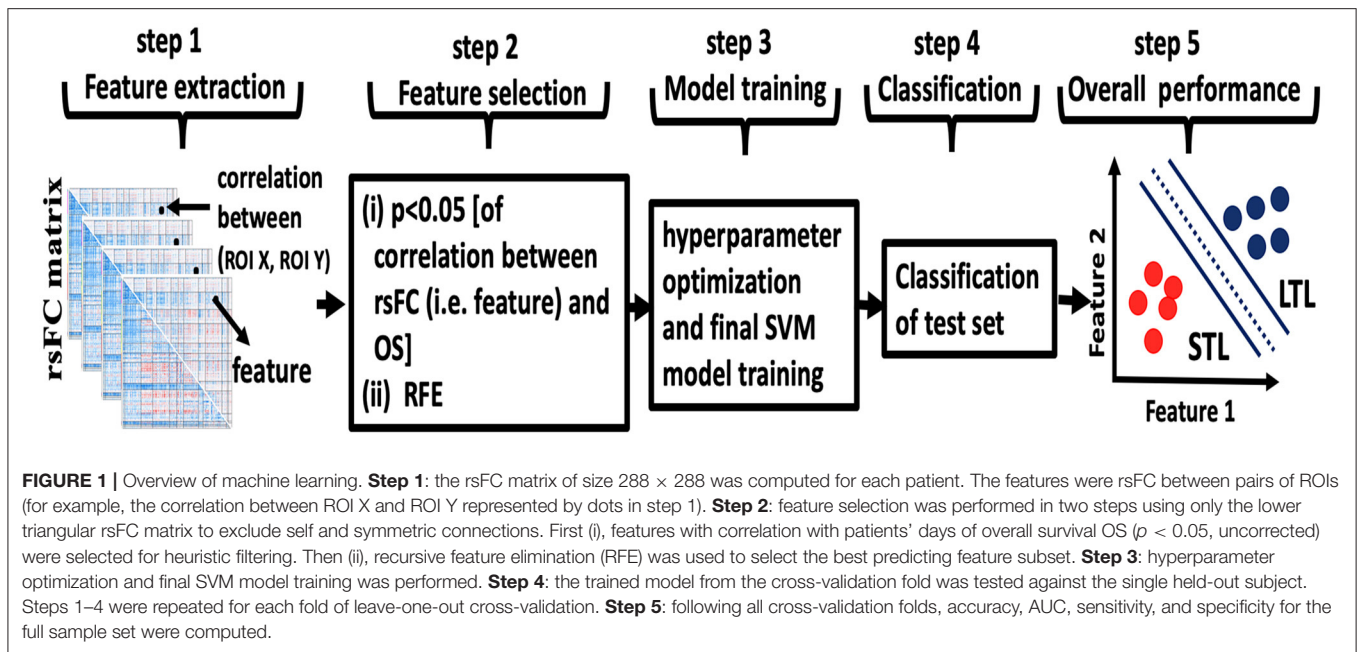 step 1
Feature extraction
step 2
Feature selection
step 3
Model training
step 4
Classification
step 5
Overall performance
rsFC matrix
correlation
between
(ROI X, ROI Y)
feature
(i) p<0.05 [of
correlation between
rsFC (i.e. feature) and
OS]
(ii) RFE
hyperparameter
optimization
and final SVM
model training
Classification
of test set
Feature 2
LTL
STL
Feature 1
FIGURE 1 | Overview of machine learning. Step 1: the rsFC matrix of size 288 × 288 was computed for each patient. The features were rsFC between pairs of ROIs
(for example, the correlation between ROI X and ROI Y represented by dots in step 1). Step 2: feature selection was performed in two steps using only the lower
triangular rsFC matrix to exclude self and symmetric connections. First (i), features with correlation with patients' days of overall survival OS (p < 0.05, uncorrected)
were selected for heuristic filtering. Then (ii), recursive feature elimination (RFE) was used to select the best predicting feature subset. Step 3: hyperparameter
optimization and final SVM model training was performed. Step 4: the trained model from the cross-validation fold was tested against the single held-out subject.
Steps 1–4 were repeated for each fold of leave-one-out cross-validation. Step 5: following all cross-validation folds, accuracy, AUC, sensitivity, and specificity for the
full sample set were computed.